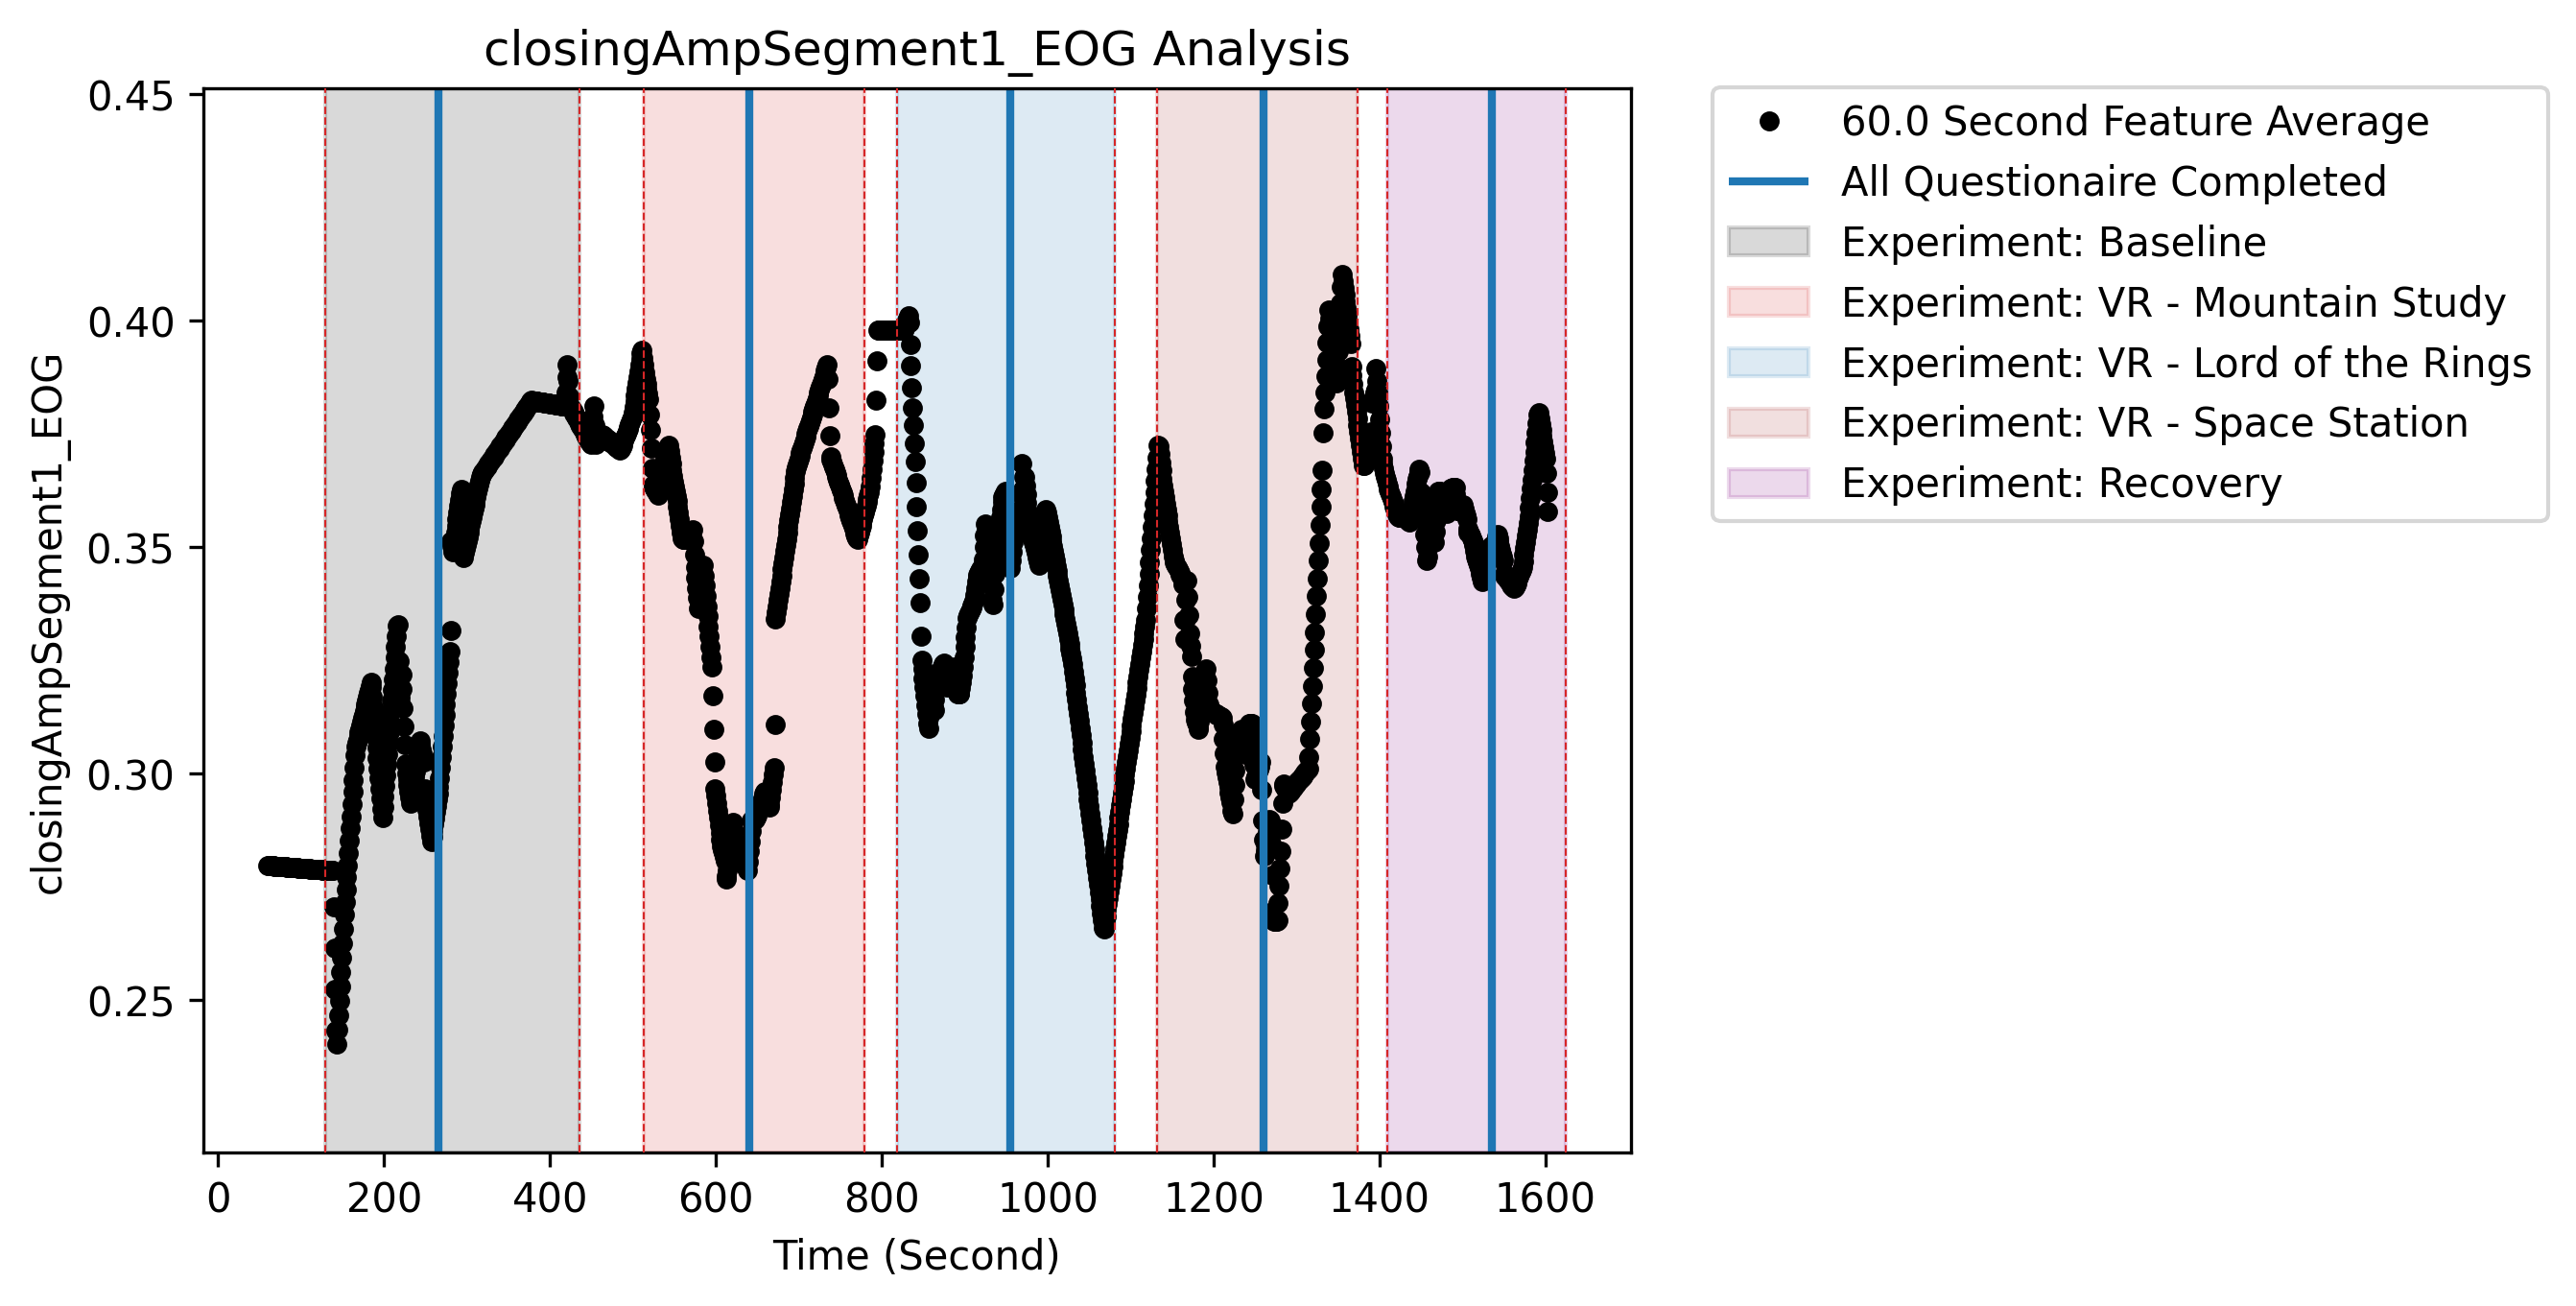 closingAmpSegment1_EOG Analysis
closingAmpSegment1_EOG
0.45
0.40
0.35
0.30
0.25
0 200 400 600 800 1000 1200 1400 1600
Time (Second)
60.0 Second Feature Average
All Questionaire Completed
Experiment: Baseline
Experiment: VR - Mountain Study
Experiment: VR - Lord of the Rings
Experiment: VR - Space Station
Experiment: Recovery